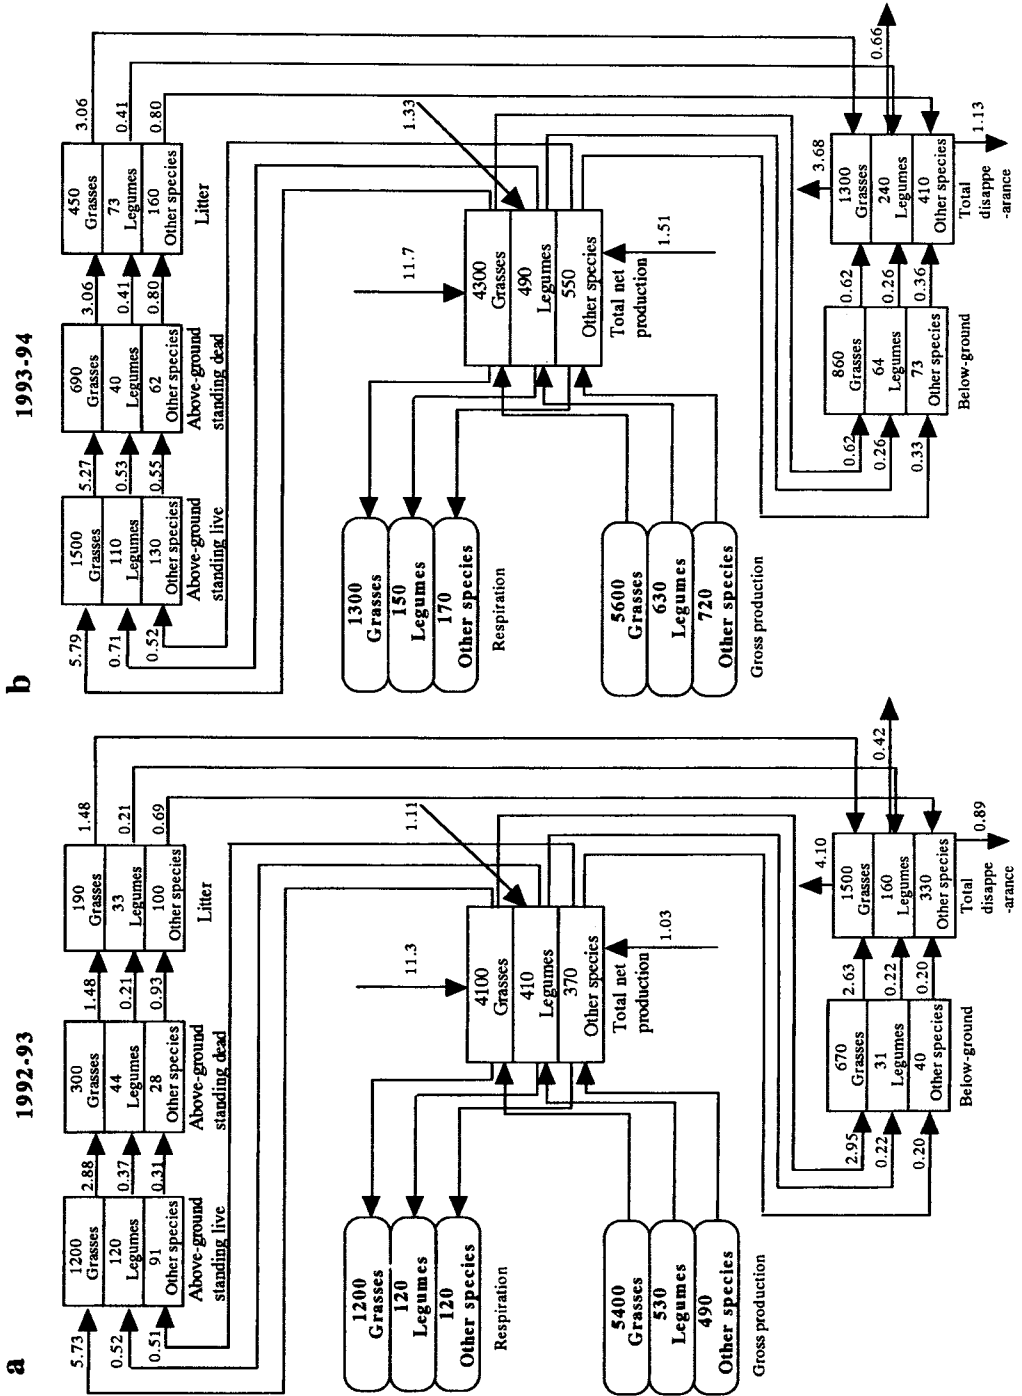 a
1992-93
5.73
0.52
0.51
1200
Grasses
120
Legumes
91
Other species
Above-ground
standing live
2.88
0.37
0.31
300
Grasses
44
Legumes
28
Other species
Above-ground
standing dead
1.48
0.21
0.93
190
Grasses
33
Legumes
100
Other species
Litter
1.48
0.21
0.69
1200
Grasses
120
Legumes
120
Other species
Respiration
11.3
1.11
4100
Grasses
410
Legumes
370
Other species
Total net
production
1.03
5400
Grasses
530
Legumes
490
Other species
Gross production
2.95
0.22
0.20
670
Grasses
31
Legumes
40
Other species
Below-ground
2.63
0.22
0.20
4.10
1500
Grasses
160
Legumes
330
Other species
Total
disappe
-arance
0.42
0.89
b
1993-94
5.79
0.71
0.52
1500
Grasses
110
Legumes
130
Other species
Above-ground
standing live
5.27
0.53
0.55
690
Grasses
40
Legumes
62
Other species
Above-ground
standing dead
3.06
0.41
0.80
450
Grasses
73
Legumes
160
Other species
Litter
3.06
0.41
0.80
1300
Grasses
150
Legumes
170
Other species
Respiration
11.7
1.33
4300
Grasses
490
Legumes
550
Other species
Total net
production
1.51
5600
Grasses
630
Legumes
720
Other species
Gross production
0.62
0.26
0.33
860
Grasses
64
Legumes
73
Other species
Below-ground
0.62
0.26
0.36
3.68
1300
Grasses
240
Legumes
410
Other species
Total
disappe
-arance
0.66
1.13